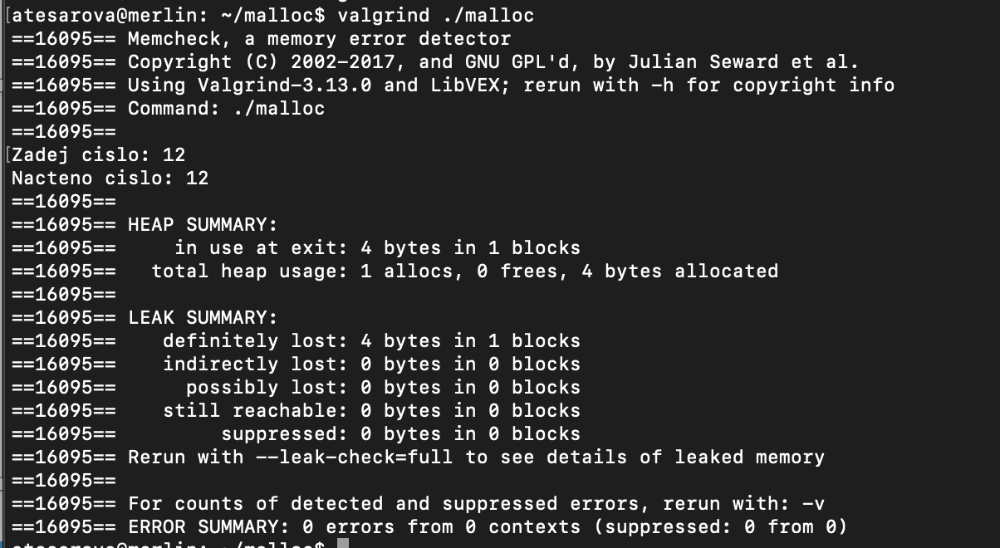 [atesarova@merlin: ~/malloc$ valgrind ./malloc
==16095== Memcheck, a memory error detector
==16095== Copyright (C) 2002-2017, and GNU GPL'd, by Julian Seward et al.
==16095== Using Valgrind-3.13.0 and LibVEX; rerun with -h for copyright info
==16095== Command: ./malloc
==16095==
[Zadej cislo: 12
Nacteno cislo: 12
==16095==
==16095== HEAP SUMMARY:
==16095==     in use at exit: 4 bytes in 1 blocks
==16095==   total heap usage: 1 allocs, 0 frees, 4 bytes allocated
==16095==
==16095== LEAK SUMMARY:
==16095==    definitely lost: 4 bytes in 1 blocks
==16095==    indirectly lost: 0 bytes in 0 blocks
==16095==      possibly lost: 0 bytes in 0 blocks
==16095==    still reachable: 0 bytes in 0 blocks
==16095==         suppressed: 0 bytes in 0 blocks
==16095== Rerun with --leak-check=full to see details of leaked memory
==16095==
==16095== For counts of detected and suppressed errors, rerun with: -v
==16095== ERROR SUMMARY: 0 errors from 0 contexts (suppressed: 0 from 0)
atesarova@merlin: ~/malloc$